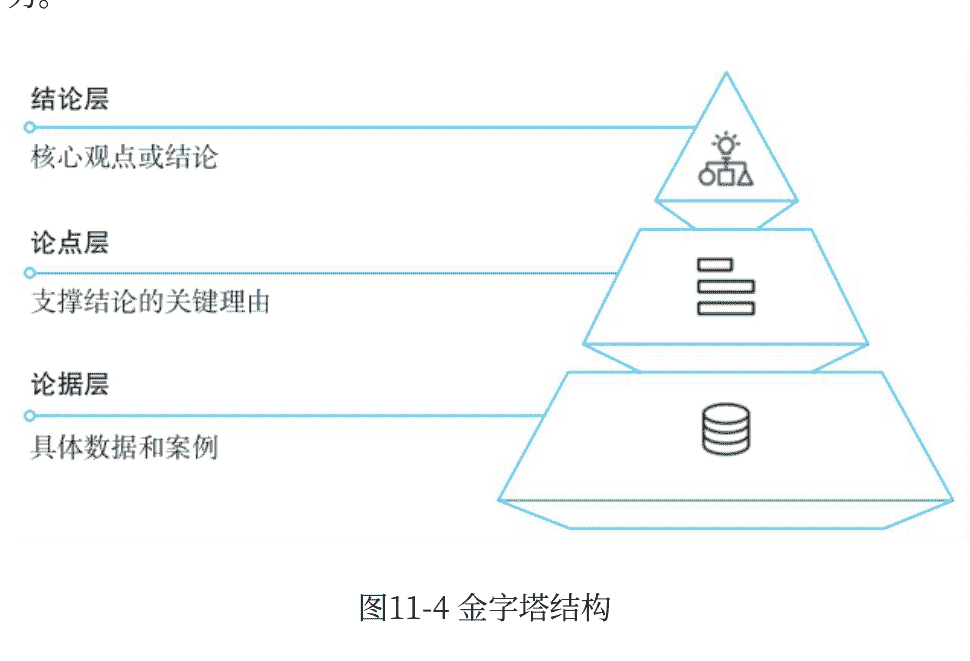 结论层
核心观点或结论
论点层
支撑结论的关键理由
论据层
具体数据和案例
图11-4 金字塔结构